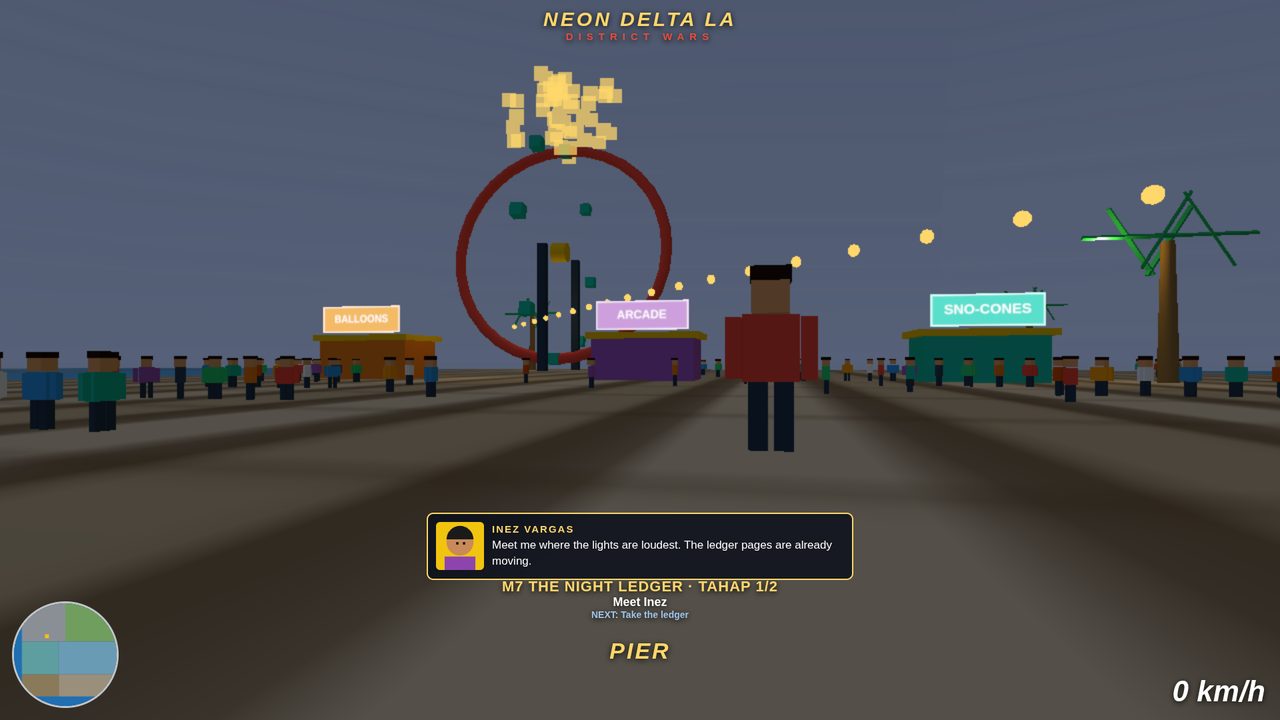 NEON DELTA LA
DISTRICT WARS
BALLOONS
ARCADE
SNO-CONES
INEZ VARGAS
Meet me where the lights are loudest. The ledger pages are already
moving.
M7 THE NIGHT LEDGER · TAHAP 1/2
Meet Inez
NEXT: Take the ledger
PIER
0 km/h